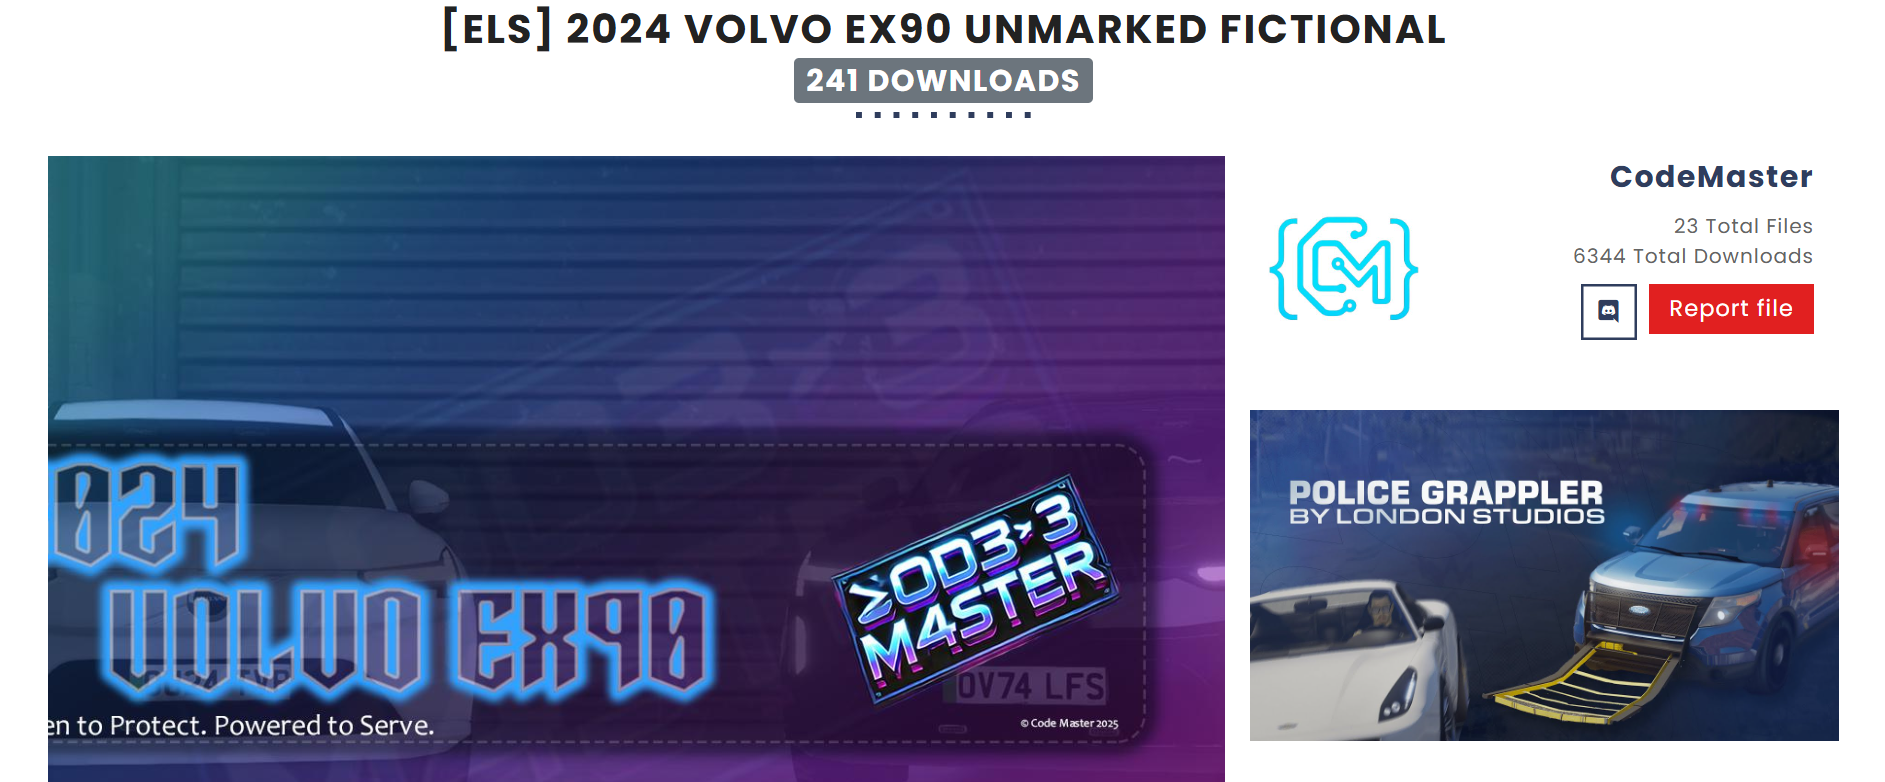 [ELS] 2024 VOLVO EX90 UNMARKED FICTIONAL
241 DOWNLOADS
024
VOLVO EX90
en to Protect. Powered to Serve.
ΣOD3>3
M4STER
OV74 LFS
© Code Master 2025
CodeMaster
23 Total Files
6344 Total Downloads
Report file
CM
POLICE GRAPPLER
BY LONDON STUDIOS